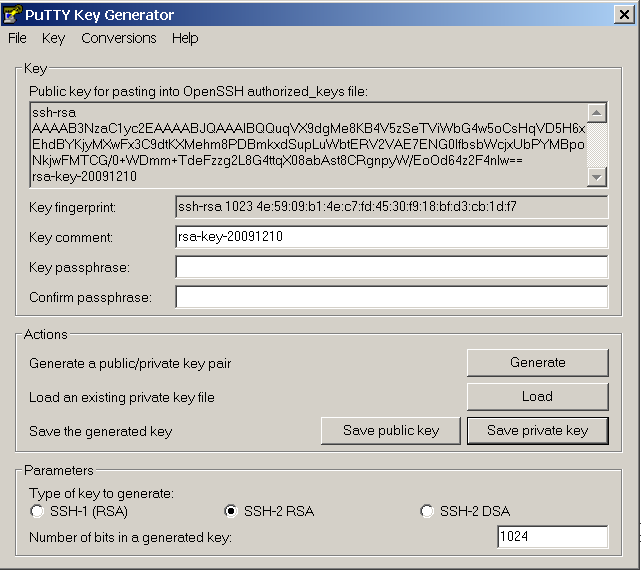 PuTTY Key Generator
File Key Conversions Help
Key
Public key for pasting into OpenSSH authorized_keys file:
ssh-rsa
AAAAB3NzaC1yc2EAAAABJQAAAIBQQuqVX9dgMe8KB4V5zSeTViWbG4w5oCsHqVD5H6x
EhdBYKjyMXwFx3C9dtKXMehm8PDBmkxdSupLuWbtERV2VAE7ENG0IfbsbWcjxUbPYMBpo
NkjwFMTCG/0+WDmm+TdeFzzg2L8G4ttqX08abAst8CRgnpyW/EoOd64z2F4nIw==
rsa-key-20091210
Key fingerprint: ssh-rsa 1023 4e:59:09:b1:4e:c7:fd:45:30:f9:18:bf:d3:cb:1d:f7
Key comment: rsa-key-20091210
Key passphrase:
Confirm passphrase:
Actions
Generate a public/private key pair Generate
Load an existing private key file Load
Save the generated key Save public key Save private key
Parameters
Type of key to generate:
SSH-1 (RSA) SSH-2 RSA SSH-2 DSA
Number of bits in a generated key: 1024